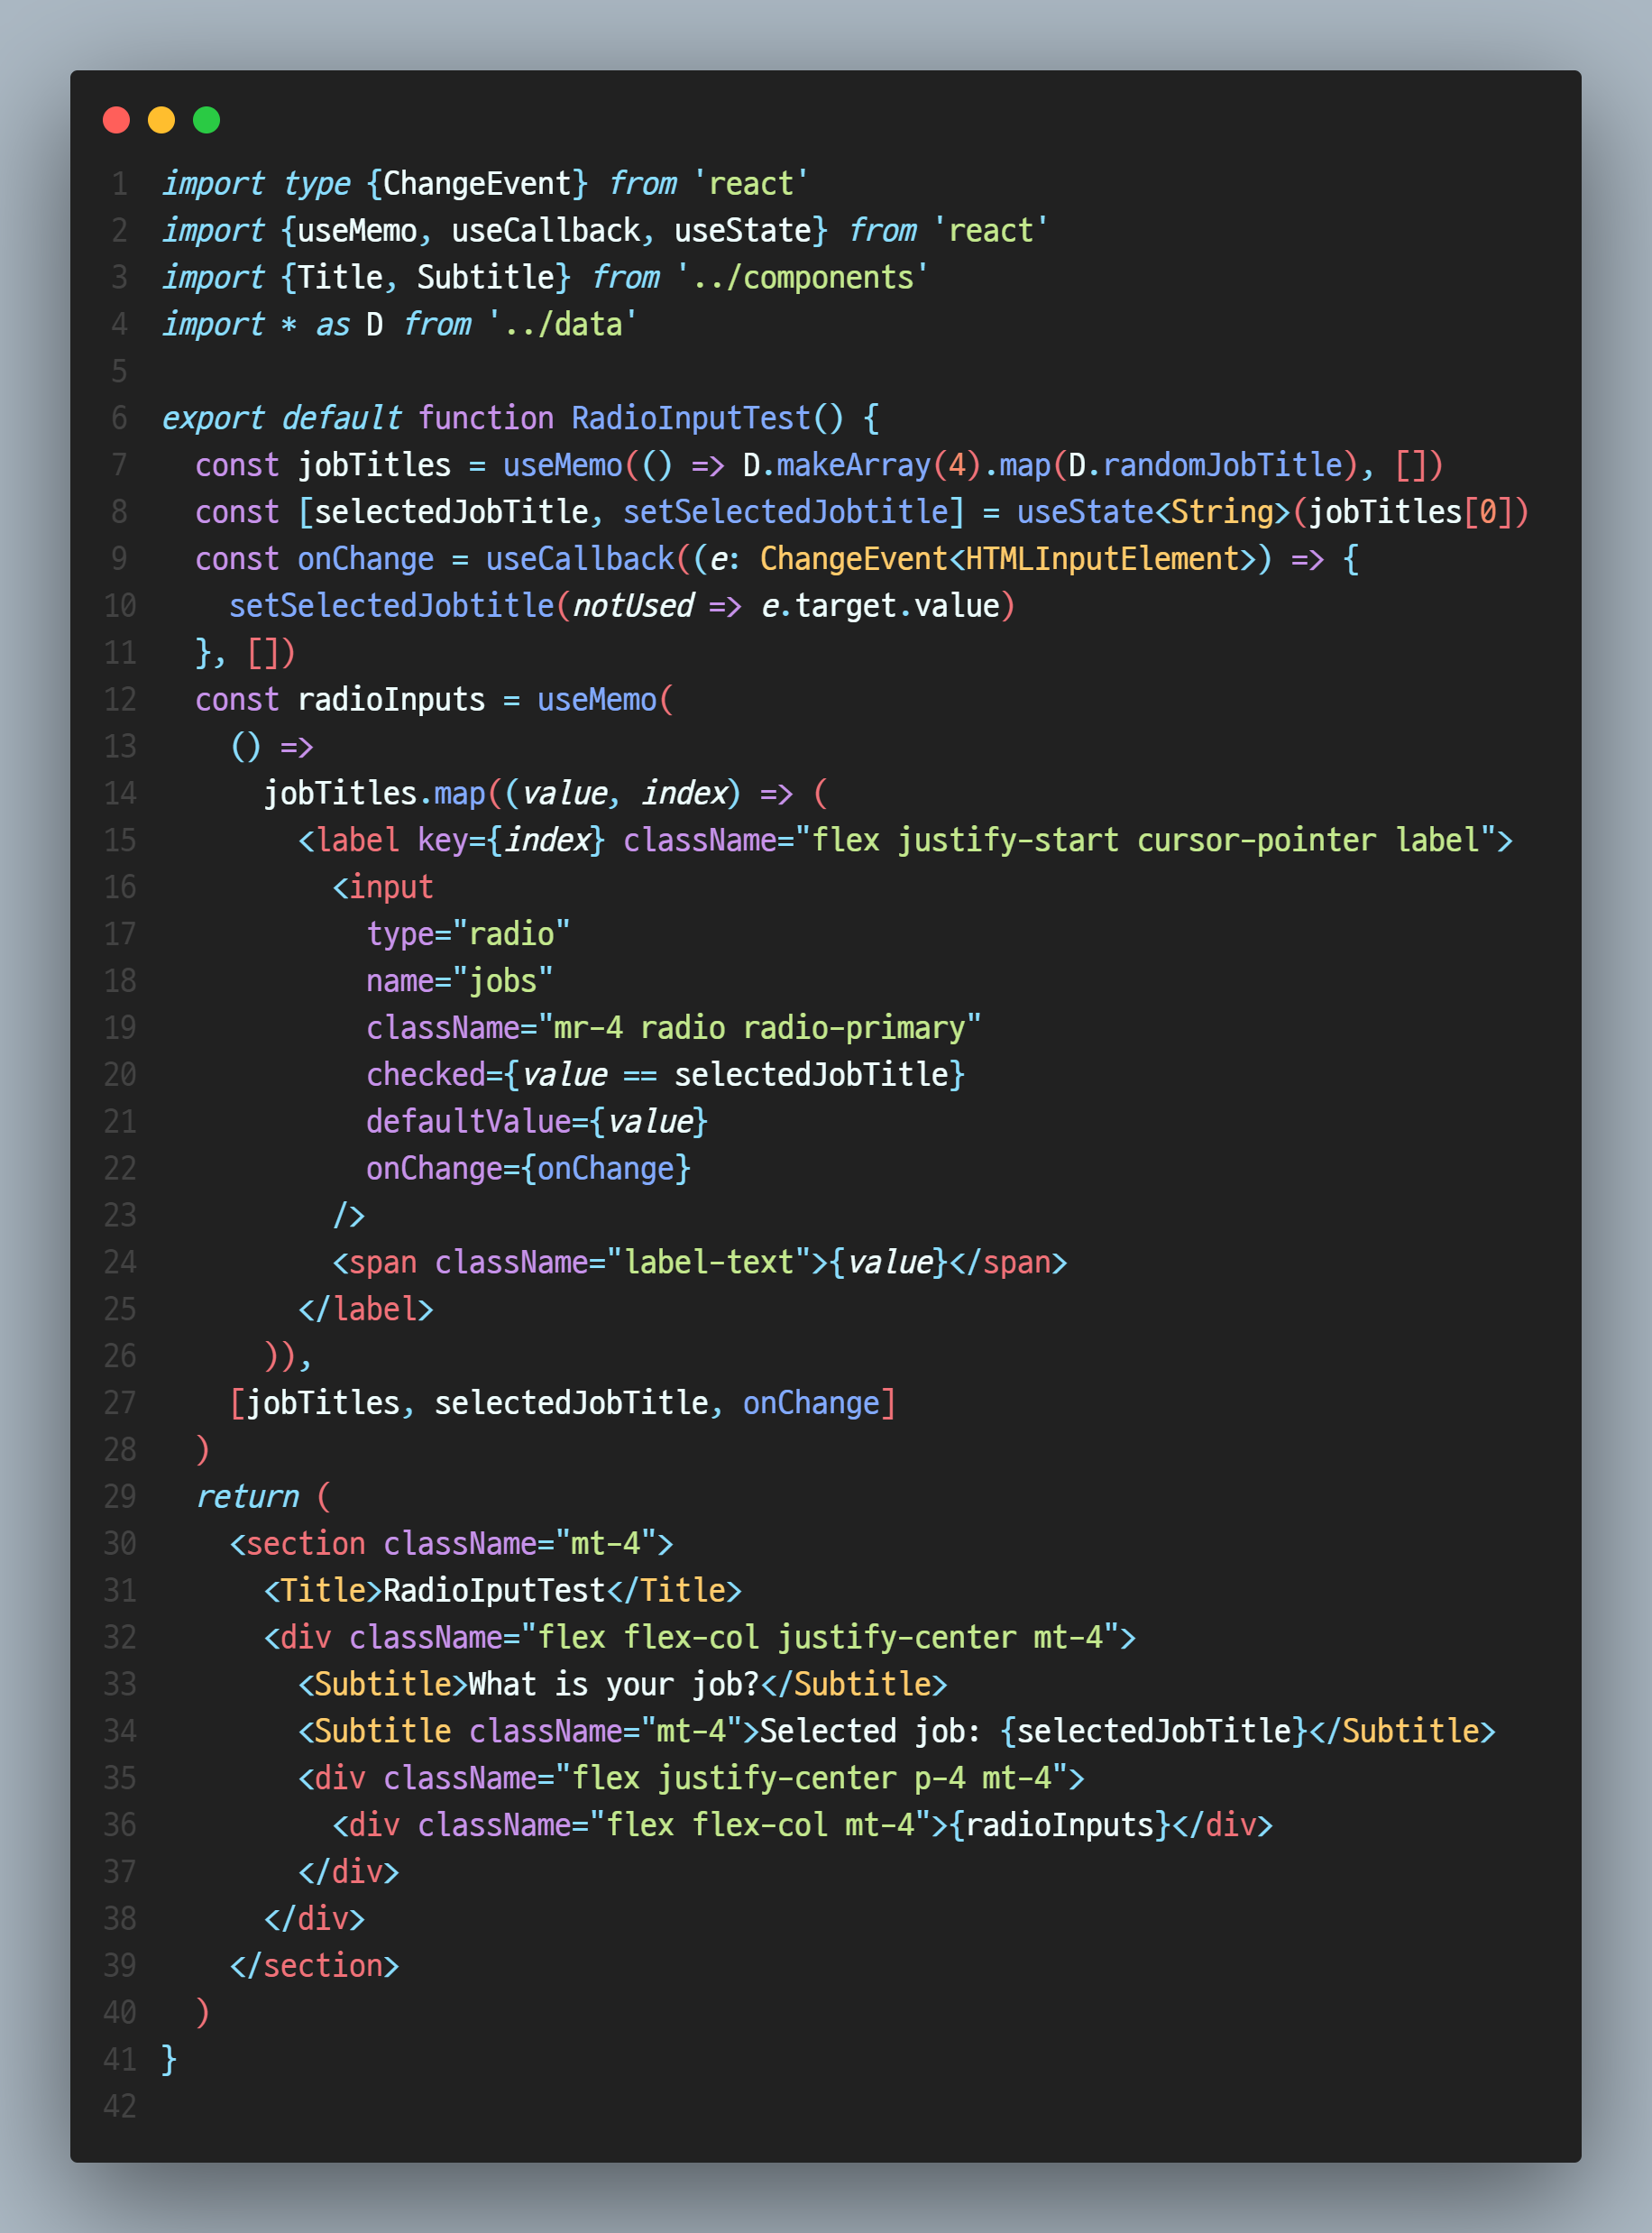 1 import type {ChangeEvent} from 'react'
2 import {useMemo, useCallback, useState} from 'react'
3 import {Title, Subtitle} from '../components'
4 import * as D from '../data'
5
6 export default function RadioInputTest() {
7   const jobTitles = useMemo(() => D.makeArray(4).map(D.randomJobTitle), [])
8   const [selectedJobTitle, setSelectedJobtitle] = useState<String>(jobTitles[0])
9   const onChange = useCallback((e: ChangeEvent<HTMLInputElement>) => {
10     setSelectedJobtitle(notUsed => e.target.value)
11   }, [])
12   const radioInputs = useMemo(
13     () =>
14       jobTitles.map((value, index) => (
15         <label key={index} className="flex justify-start cursor-pointer label">
16           <input
17             type="radio"
18             name="jobs"
19             className="mr-4 radio radio-primary"
20             checked={value == selectedJobTitle}
21             defaultValue={value}
22             onChange={onChange}
23           />
24           <span className="label-text">{value}</span>
25         </label>
26       )),
27     [jobTitles, selectedJobTitle, onChange]
28   )
29   return (
30     <section className="mt-4">
31       <Title>RadioIputTest</Title>
32       <div className="flex flex-col justify-center mt-4">
33         <Subtitle>What is your job?</Subtitle>
34         <Subtitle className="mt-4">Selected job: {selectedJobTitle}</Subtitle>
35         <div className="flex justify-center p-4 mt-4">
36           <div className="flex flex-col mt-4">{radioInputs}</div>
37         </div>
38       </div>
39     </section>
40   )
41 }
42